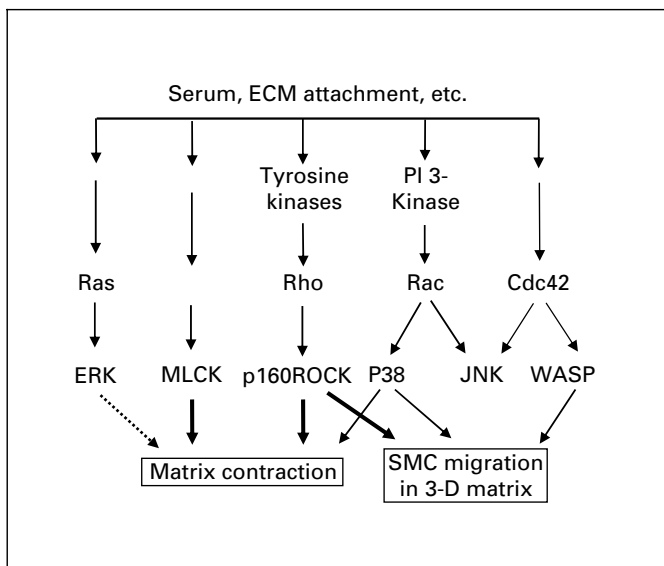 Serum, ECM attachment, etc.
Tyrosine
kinases
PI 3-
Kinase
Ras
Rho
Rac
Cdc42
ERK
MLCK
p160ROCK
P38
JNK
WASP
Matrix contraction
SMC migration
in 3-D matrix